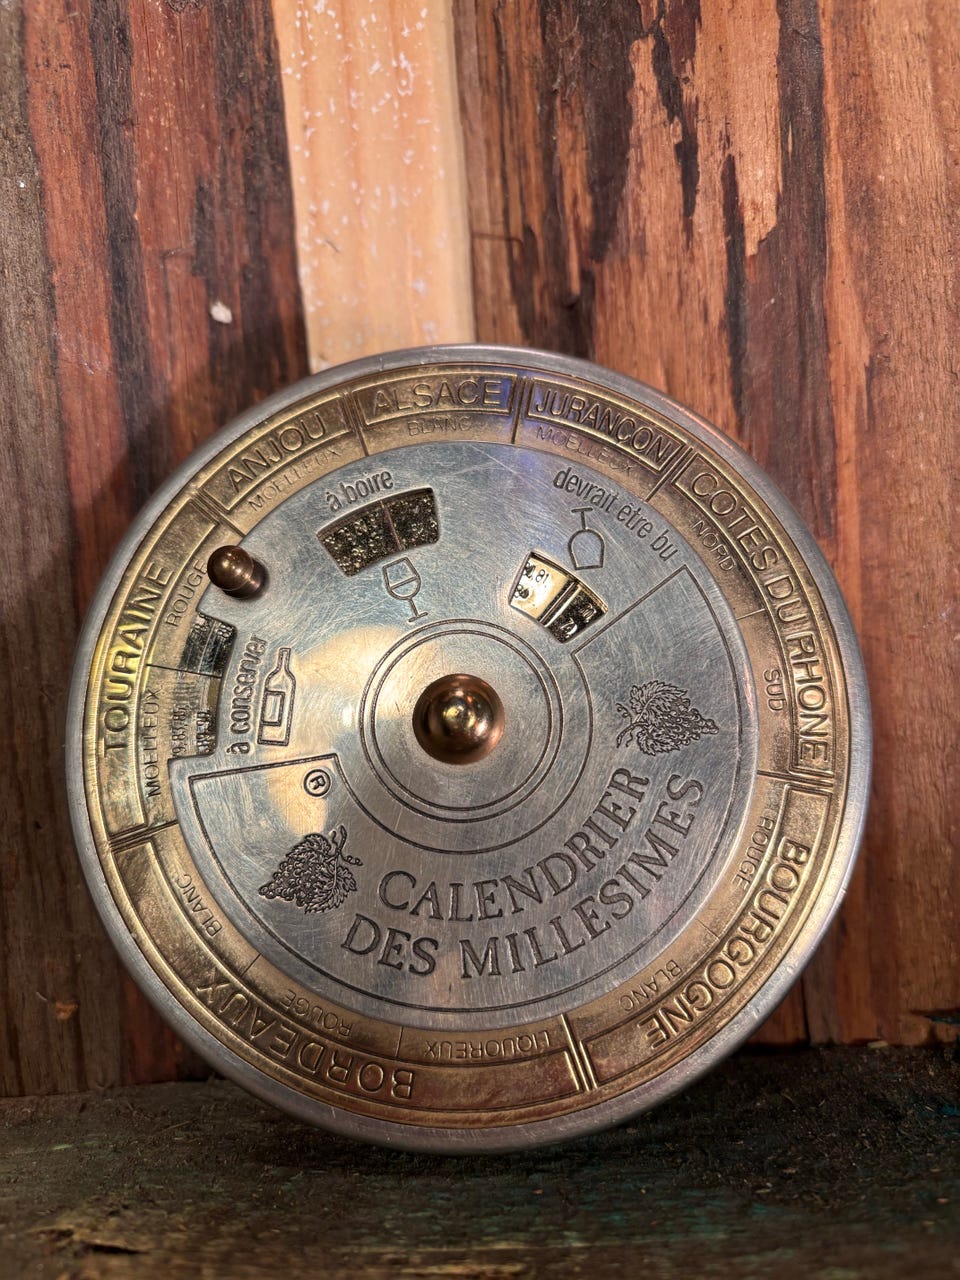 ANJOU
MOELLEUX
ALSACE
BLANC
JURANÇON
MOELLEUX
COTES DU RHONE
NORD
SUD
BOURGOGNE
ROUGE
BLANC
BORDEAUX
LIQUOREUX
ROUGE
BLANC
TOURAINE
MOELLEUX
ROUGE
à boire
devrait etre bu
à conserver
®
CALENDRIER
DES MILLESIMES